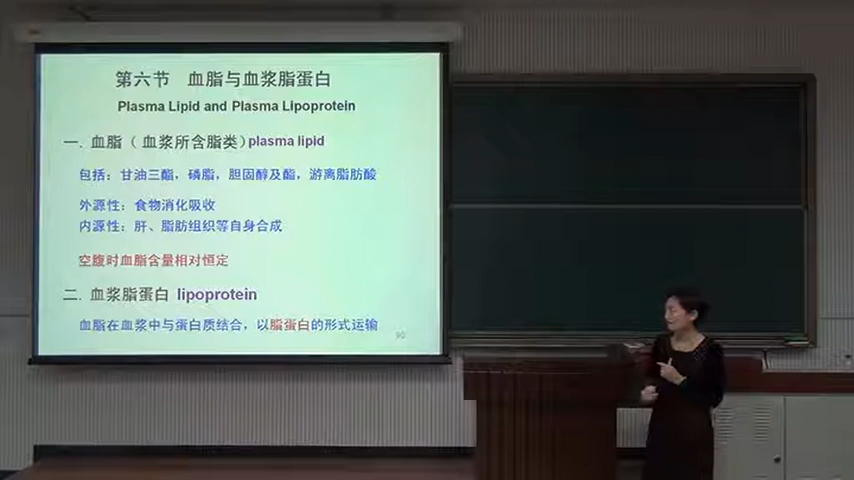 第六节 血脂与血浆脂蛋白
Plasma Lipid and Plasma Lipoprotein
一. 血脂（血浆所含脂类）plasma lipid
包括：甘油三酯，磷脂，胆固醇及酯，游离脂肪酸
外源性：食物消化吸收
内源性：肝、脂肪组织等自身合成
空腹时血脂含量相对恒定
二. 血浆脂蛋白 lipoprotein
血脂在血浆中与蛋白质结合，以脂蛋白的形式运输
90